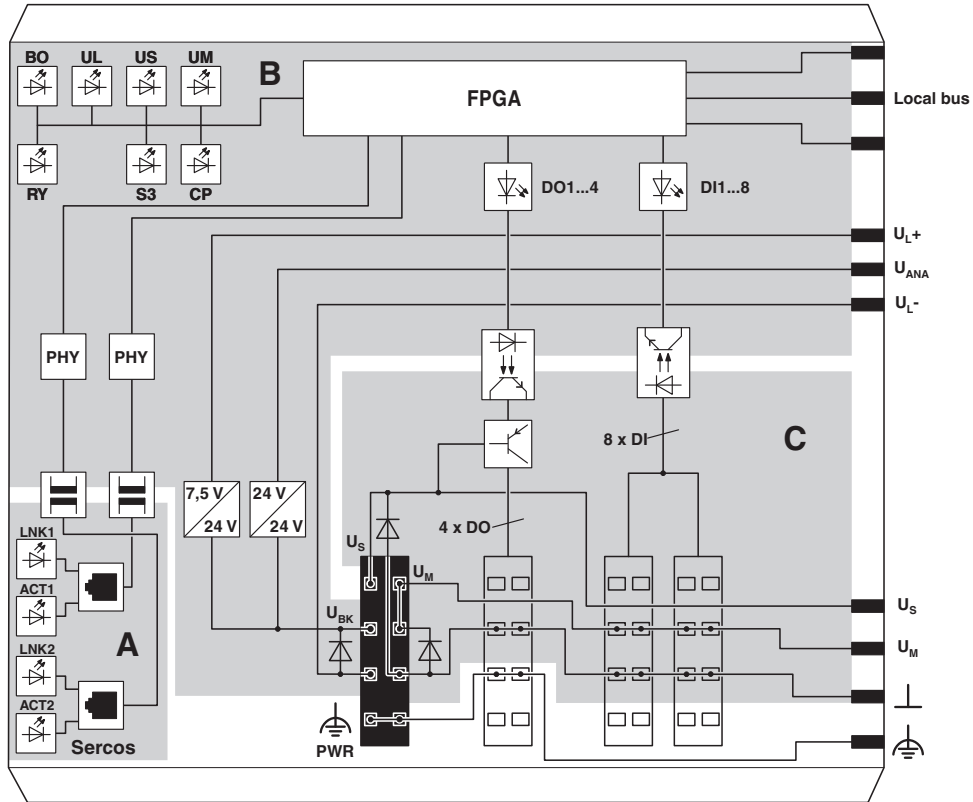 BO UL US UM
B
FPGA
Local bus
RY S3 CP
DO1...4
DI1...8
UL+
UANA
UL-
PHY PHY
8 x DI
C
7,5 V
24 V
24 V
24 V
4 x DO
LNK1
ACT1
US
UM
UBK
A
LNK2
ACT2
Sercos
PWR
US
UM